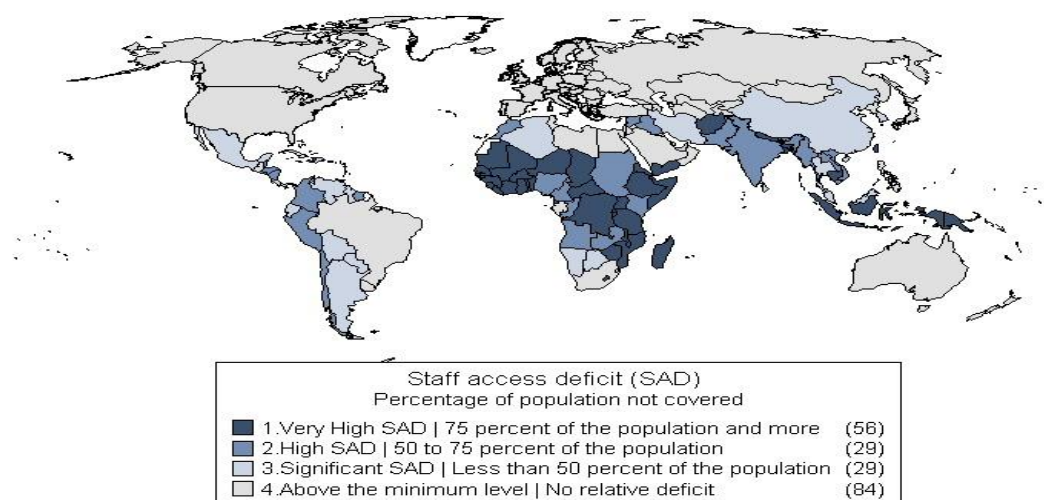 Staff access deficit (SAD)
Percentage of population not covered
1.Very High SAD | 75 percent of the population and more (56)
2.High SAD | 50 to 75 percent of the population (29)
3.Significant SAD | Less than 50 percent of the population (29)
4.Above the minimum level | No relative deficit (84)